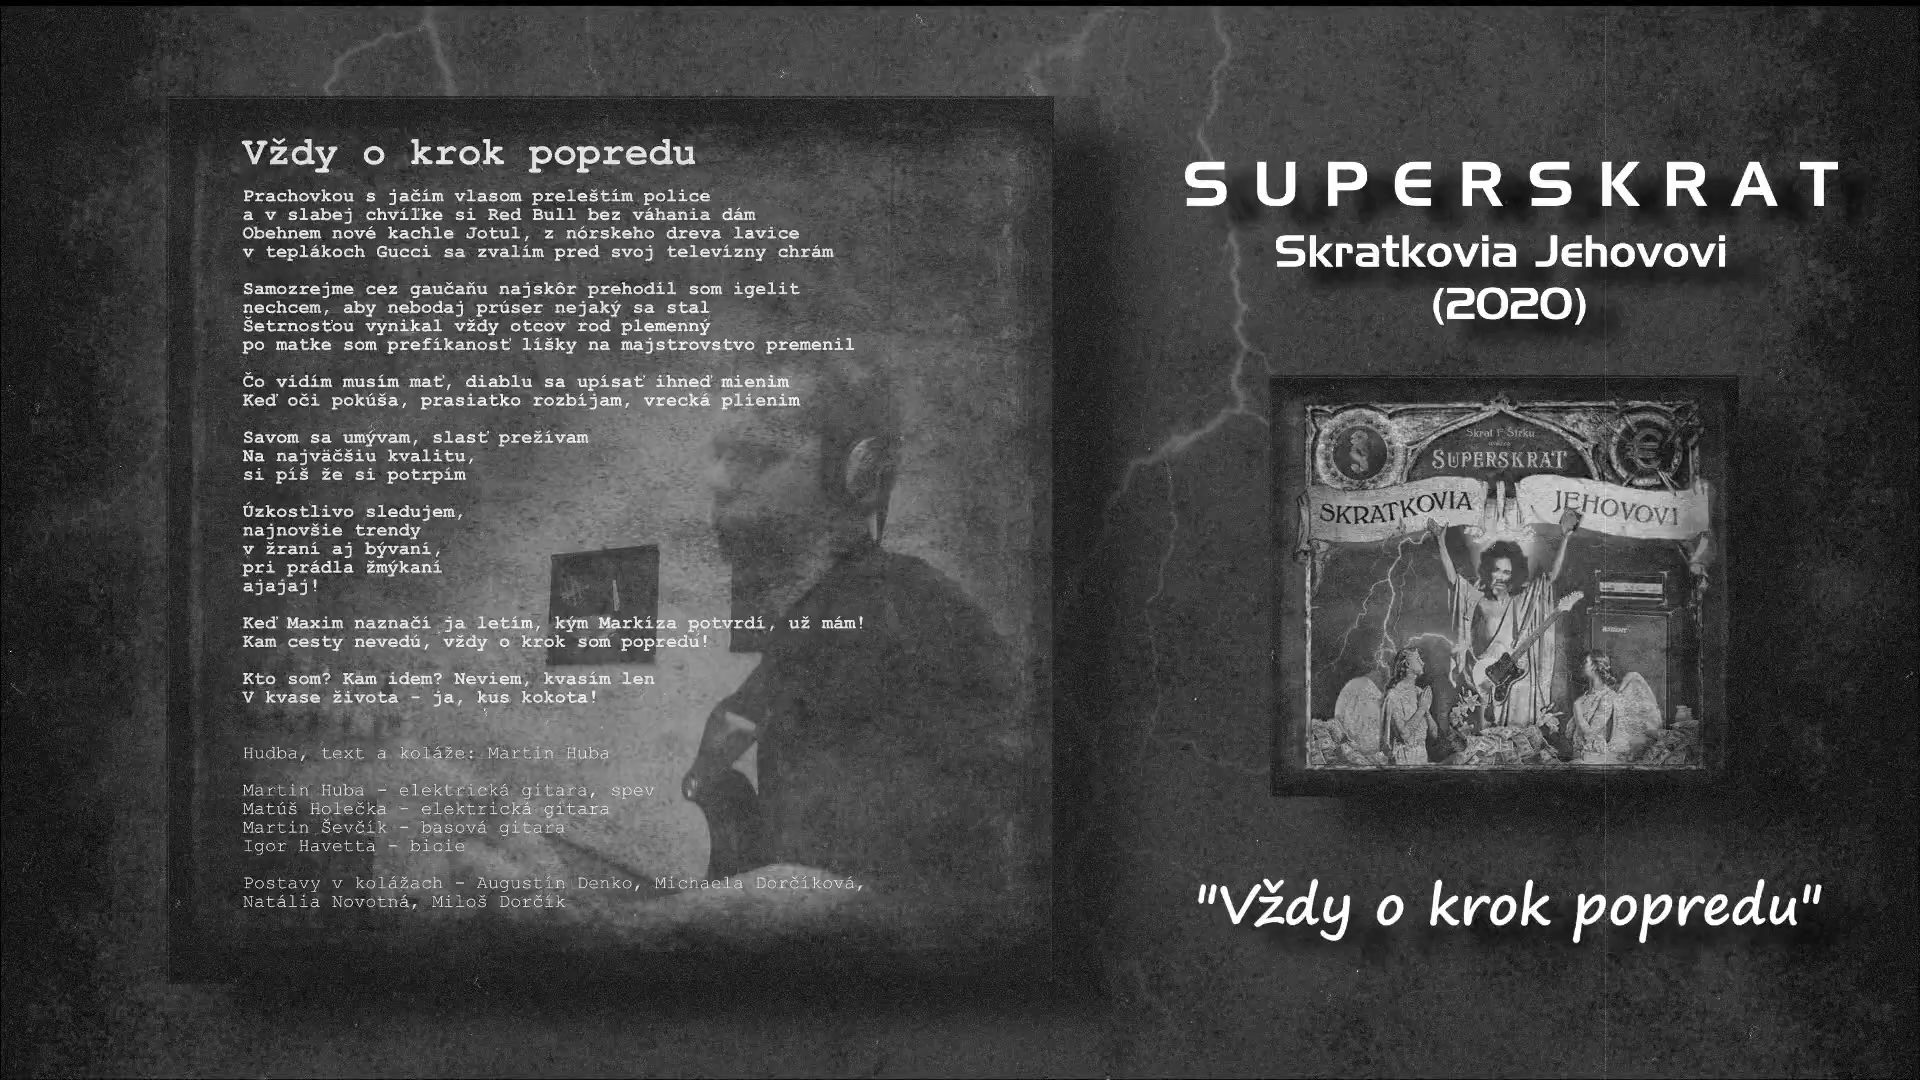 Vždy o krok popredu
Prachovkou s jačím vlasom preleštím police
a v slabej chvíľke si Red Bull bez váhania dám
Obehnem nové kachle Jotul, z nórskeho dreva lavice
v teplákoch Gucci sa zvalím pred svoj televízny chrám
Samozrejme cez gaučaňu najskôr prehodil som igelit
nechcem, aby nebodaj prúser nejaký sa stal
Šetrnosťou vynikal vždy otcov rod plemenný
po matke som prefíkanosť líšky na majstrovstvo premenil
Čo vidím musím mať, diablu sa upísať ihneď mienim
Keď oči pokúša, prasiatko rozbíjam, vrecká plienim
Savom sa umývam, slasť prežívam
Na najväčšiu kvalitu,
si píš že si potrpím
Úzkostlivo sledujem,
najnovšie trendy
v žraní aj bývaní,
pri prádla žmýkaní
ajajaj!
Keď Maxim naznačí ja letím, kým Markíza potvrdí, už mám!
Kam cesty nevedú, vždy o krok som popredu!
Kto som? Kam idem? Neviem, kvasím len
V kvase života - ja, kus kokota!
Hudba, text a koláže: Martin Huba
Martin Huba - elektrická gitara, spev
Matúš Holečka - elektrická gitara
Martin Ševčík - basová gitara
Igor Havetta - bicie
Postavy v kolážach - Augustín Denko, Michaela Dorčíková,
Natália Novotná, Miloš Dorčík
SUPERSKRAT
Skratkovia Jehovovi
(2020)
§
€
Skrat F Štrku
SUPERSKRAT
SKRATKOVIA JEHOVOVI
"Vždy o krok popredu"